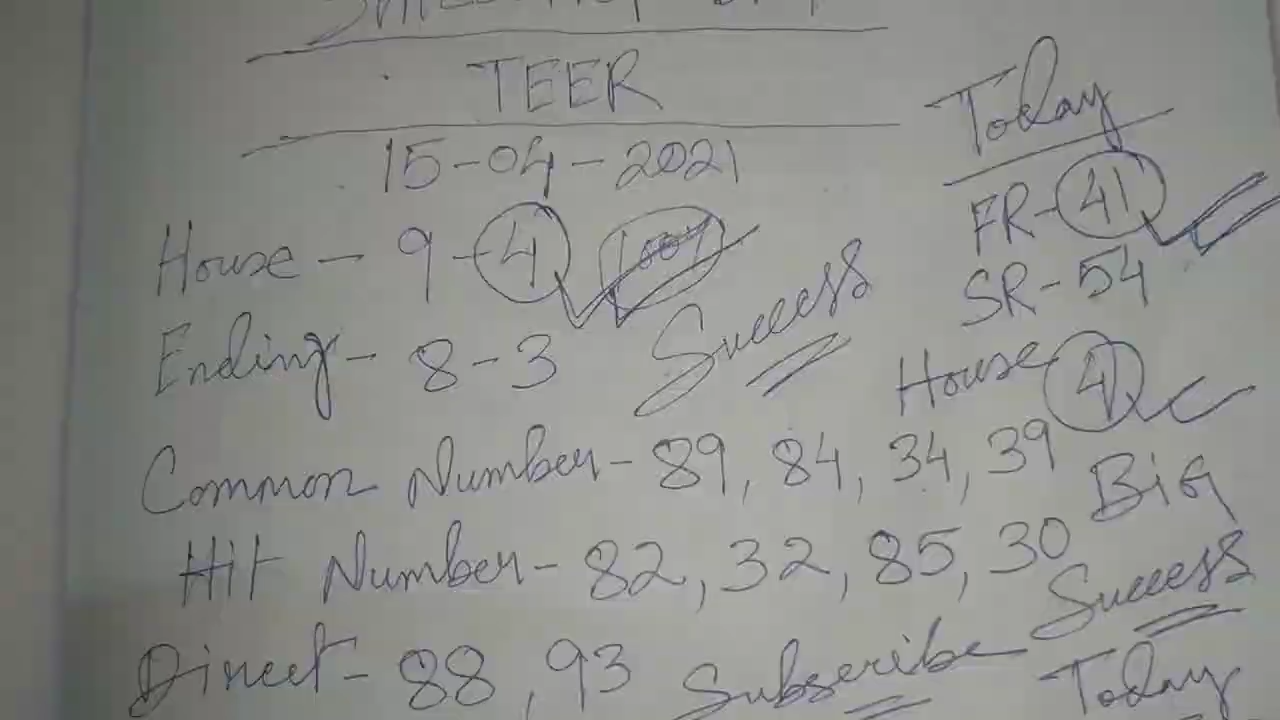 TEER
15-04-2021
House - 9-4 100%
Ending - 8-3 Success
Common Number - 89, 84, 34, 39
Hit Number - 82, 32, 85, 30
Direct - 88, 93 Subscribe
Today
FR-41
SR-54
House 4
BiG
Success
Today